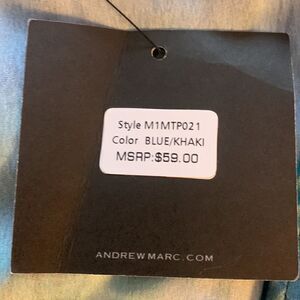 Style M1MTP021
Color BLUE/KHAKI
MSRP:$59.00
ANDREWMARC.COM